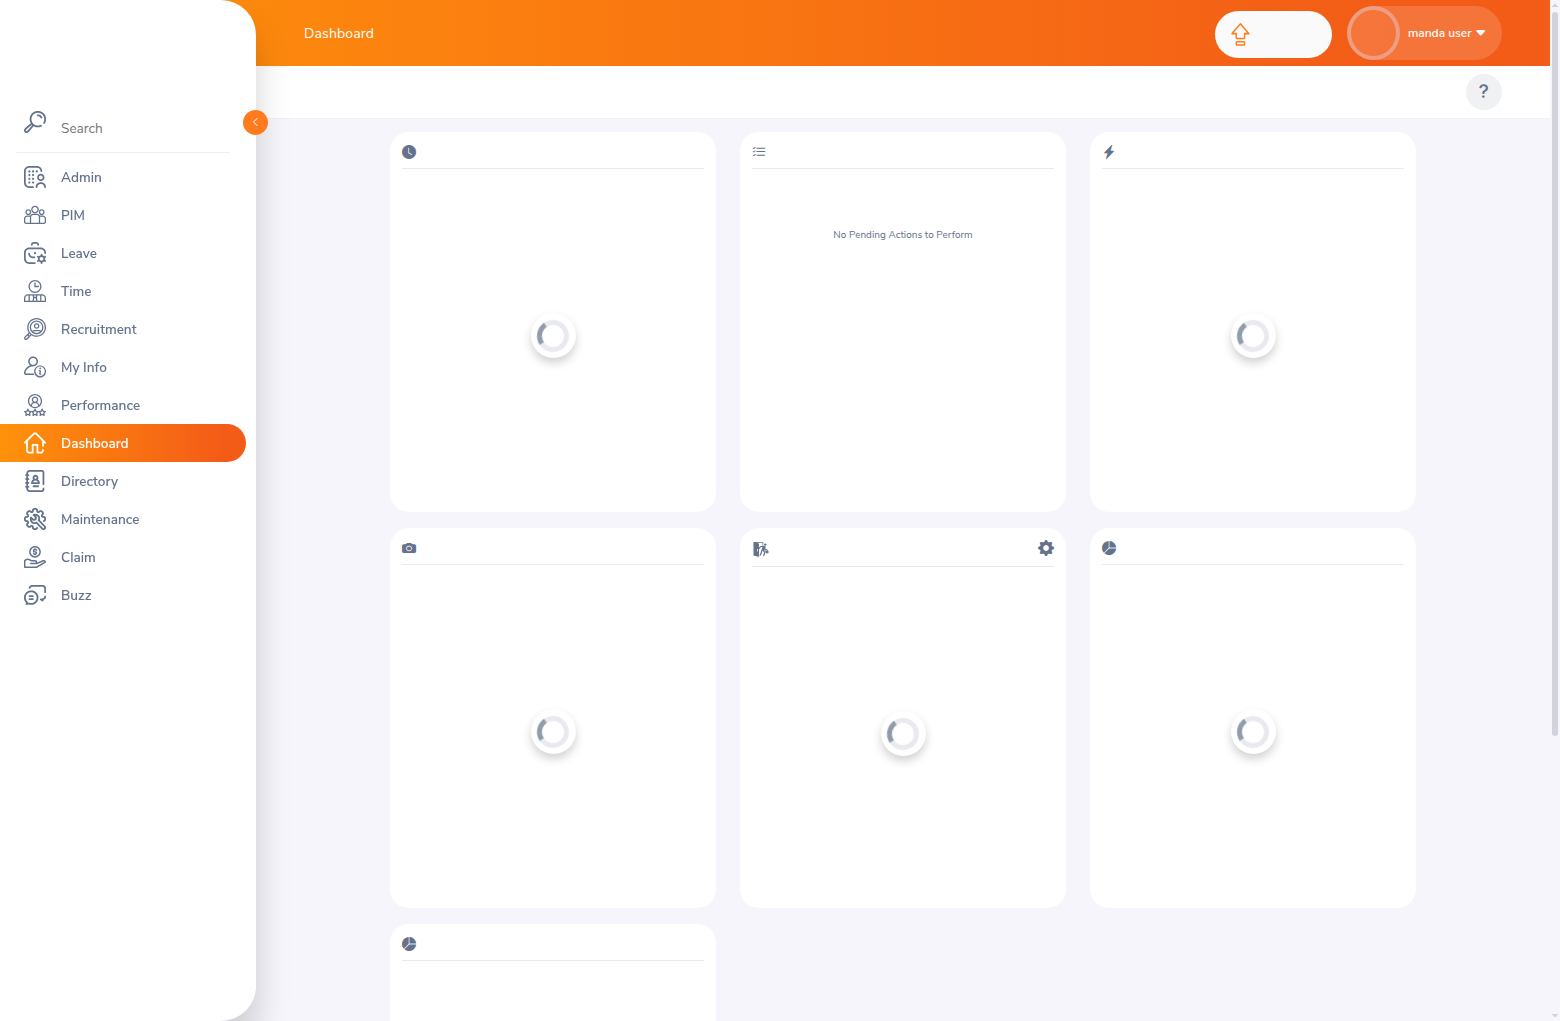 Dashboard
manda user
?
Search
Admin
PIM
Leave
Time
Recruitment
My Info
Performance
Dashboard
Directory
Maintenance
Claim
Buzz
No Pending Actions to Perform